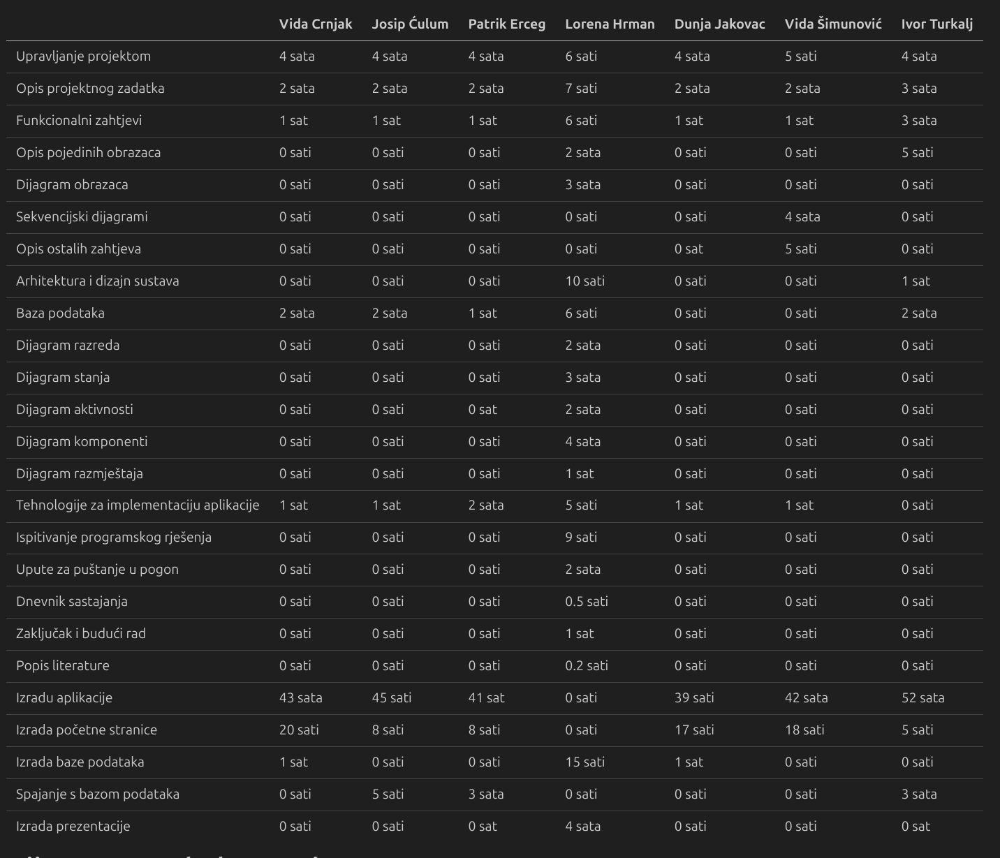 Vida Crnjak Josip Ćulum Patrik Erceg Lorena Hrman Dunja Jakovac Vida Šimunović Ivor Turkalj
Upravljanje projektom 4 sata 4 sata 4 sata 6 sati 4 sata 5 sati 4 sata
Opis projektnog zadatka 2 sata 2 sata 2 sata 7 sati 2 sata 2 sata 3 sata
Funkcionalni zahtjevi 1 sat 1 sat 1 sat 6 sati 1 sat 1 sat 3 sata
Opis pojedinih obrazaca 0 sati 0 sati 0 sati 2 sata 0 sati 0 sati 5 sati
Dijagram obrazaca 0 sati 0 sati 0 sati 3 sata 0 sati 0 sati 0 sati
Sekvencijski dijagrami 0 sati 0 sati 0 sati 0 sati 0 sati 4 sata 0 sati
Opis ostalih zahtjeva 0 sati 0 sati 0 sati 0 sati 0 sat 5 sati 0 sati
Arhitektura i dizajn sustava 0 sati 0 sati 0 sati 10 sati 0 sati 0 sati 1 sat
Baza podataka 2 sata 2 sata 1 sat 6 sati 0 sati 0 sati 2 sata
Dijagram razreda 0 sati 0 sati 0 sati 2 sata 0 sati 0 sati 0 sati
Dijagram stanja 0 sati 0 sati 0 sati 3 sata 0 sati 0 sati 0 sati
Dijagram aktivnosti 0 sati 0 sati 0 sat 2 sata 0 sati 0 sati 0 sati
Dijagram komponenti 0 sati 0 sati 0 sati 4 sata 0 sati 0 sati 0 sati
Dijagram razmještaja 0 sati 0 sati 0 sati 1 sat 0 sati 0 sati 0 sati
Tehnologije za implementaciju aplikacije 1 sat 1 sat 2 sata 5 sati 1 sat 1 sat 0 sati
Ispitivanje programskog rješenja 0 sati 0 sati 0 sati 9 sati 0 sati 0 sati 0 sati
Upute za puštanje u pogon 0 sati 0 sati 0 sati 2 sata 0 sati 0 sati 0 sati
Dnevnik sastajanja 0 sati 0 sati 0 sati 0.5 sati 0 sati 0 sati 0 sati
Zaključak i budući rad 0 sati 0 sati 0 sati 1 sat 0 sati 0 sati 0 sati
Popis literature 0 sati 0 sati 0 sati 0.2 sati 0 sati 0 sati 0 sati
Izradu aplikacije 43 sata 45 sati 41 sat 0 sati 39 sati 42 sata 52 sata
Izrada početne stranice 20 sati 8 sati 8 sati 0 sati 17 sati 18 sati 5 sati
Izrada baze podataka 1 sat 0 sati 0 sati 15 sati 1 sat 0 sati 0 sati
Spajanje s bazom podataka 0 sati 5 sati 3 sata 0 sati 0 sati 0 sati 3 sata
Izrada prezentacije 0 sati 0 sati 0 sat 4 sata 0 sati 0 sati 0 sat